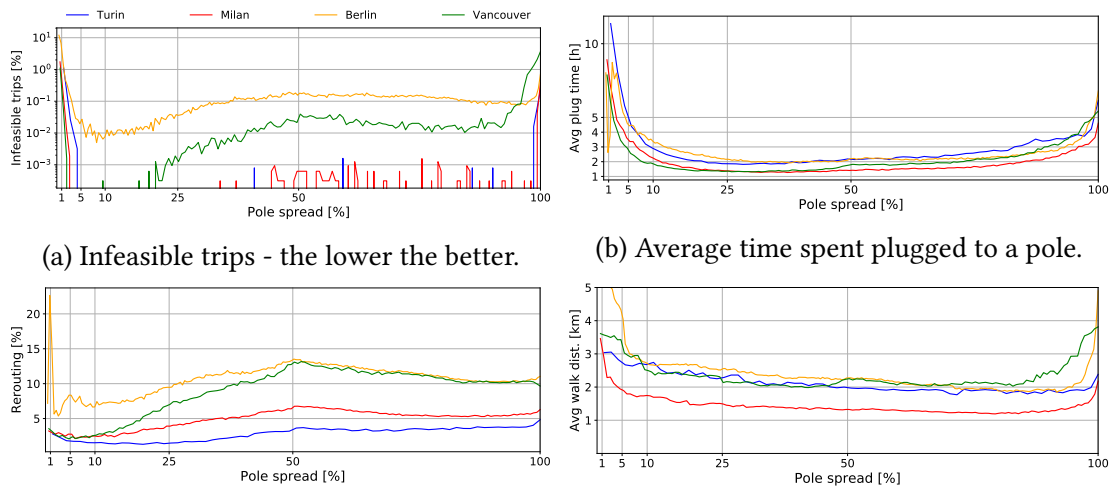 Turin Milan Berlin Vancouver
10¹
10⁰
10⁻¹
10⁻²
10⁻³
Infeasible trips [%]
1 5 10 25 50 100
Pole spread [%]
10
5
4
3
2
1
Avg plug time [h]
1 5 10 25 50 100
Pole spread [%]
(a) Infeasible trips - the lower the better.
(b) Average time spent plugged to a pole.
20
15
10
5
Rerouting [%]
1 5 10 25 50 100
Pole spread [%]
5
4
3
2
1
Avg walk dist. [km]
1 5 10 25 50 100
Pole spread [%]